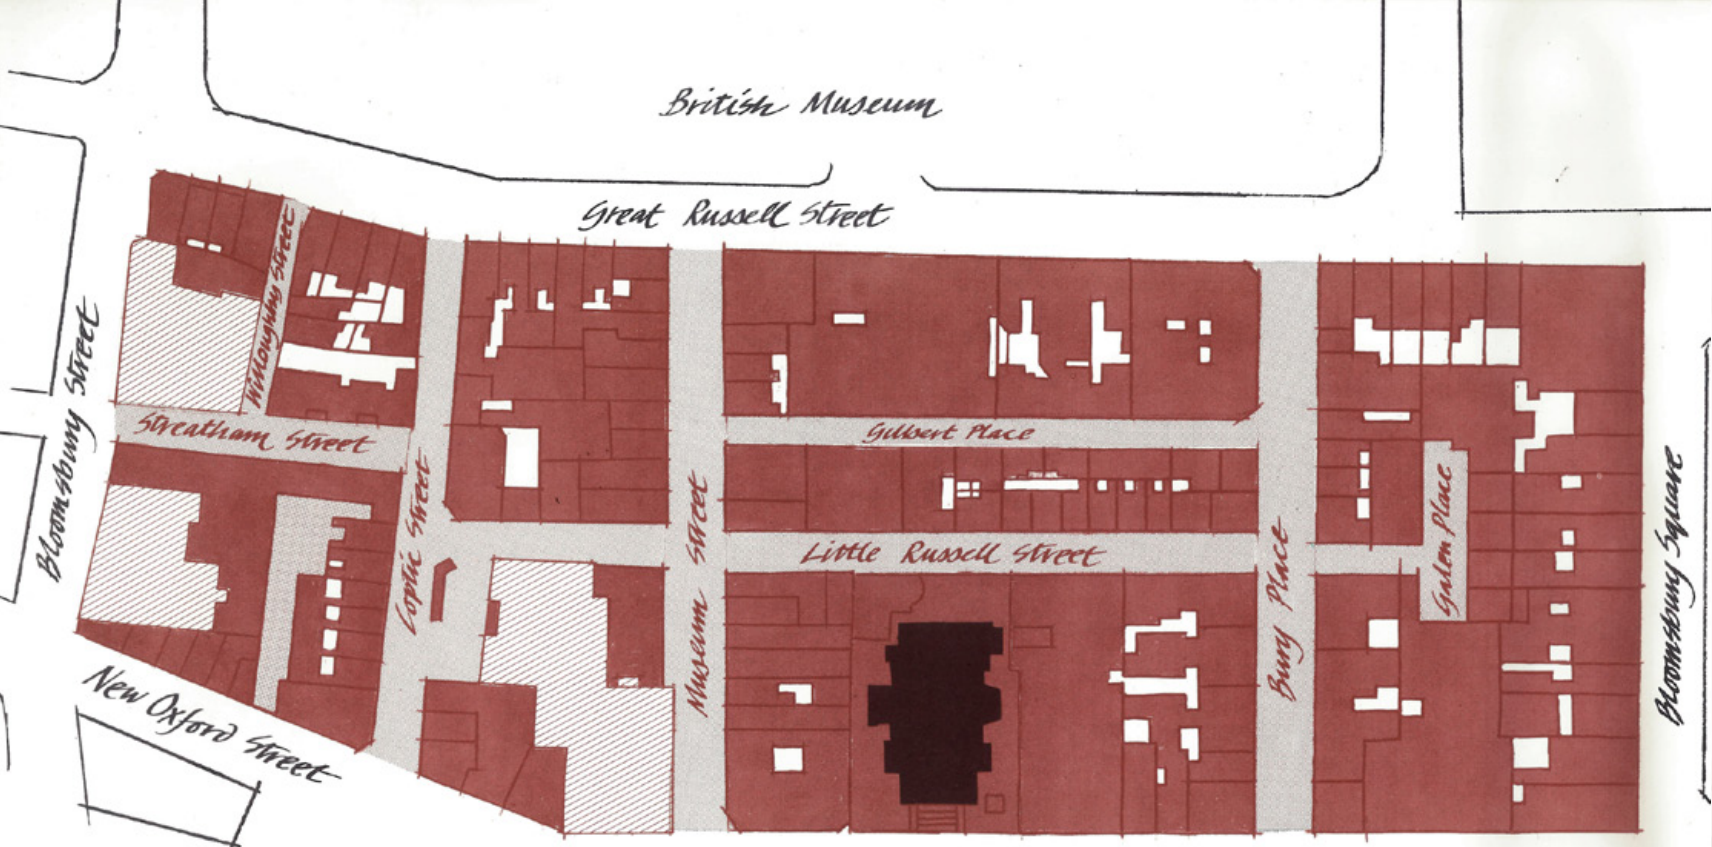 British Museum
Great Russell Street
Willoughby Street
Bloomsbury Street
Streatham Street
Gilbert Place
Coptic Street
Museum Street
Little Russell Street
Bury Place
Galen Place
Bloomsbury Square
New Oxford Street